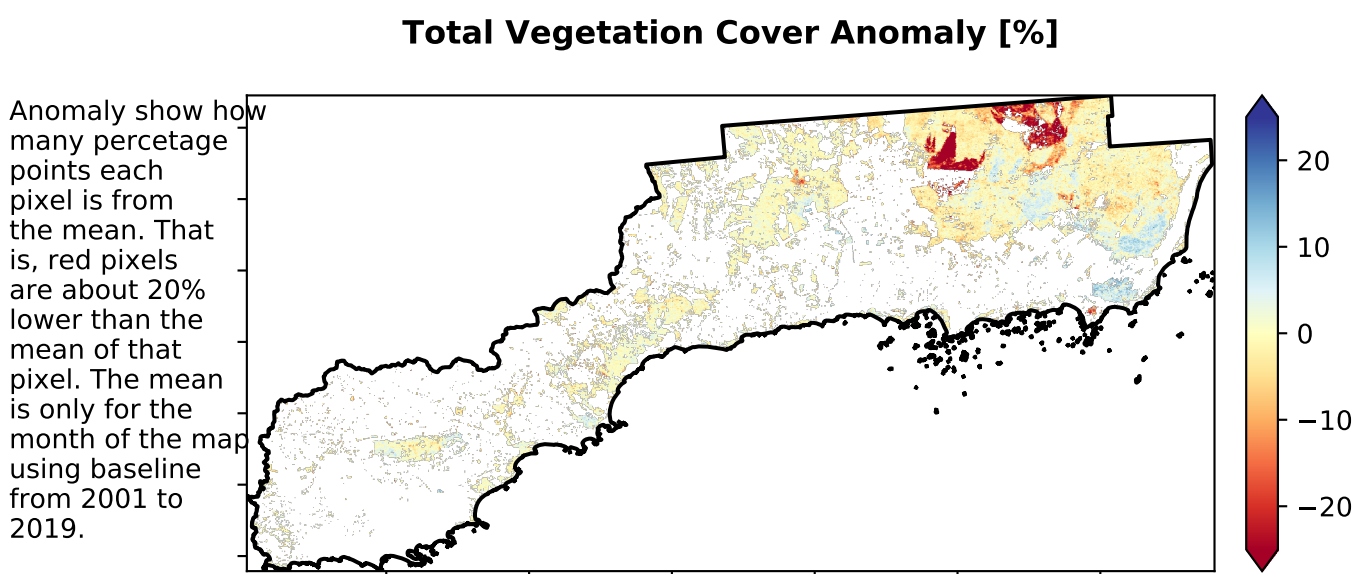 Total Vegetation Cover Anomaly [%]
Anomaly show how
many percetage
points each
pixel is from
the mean. That
is, red pixels
are about 20%
lower than the
mean of that
pixel. The mean
is only for the
month of the map
using baseline
from 2001 to
2019.
20
10
0
−10
−20